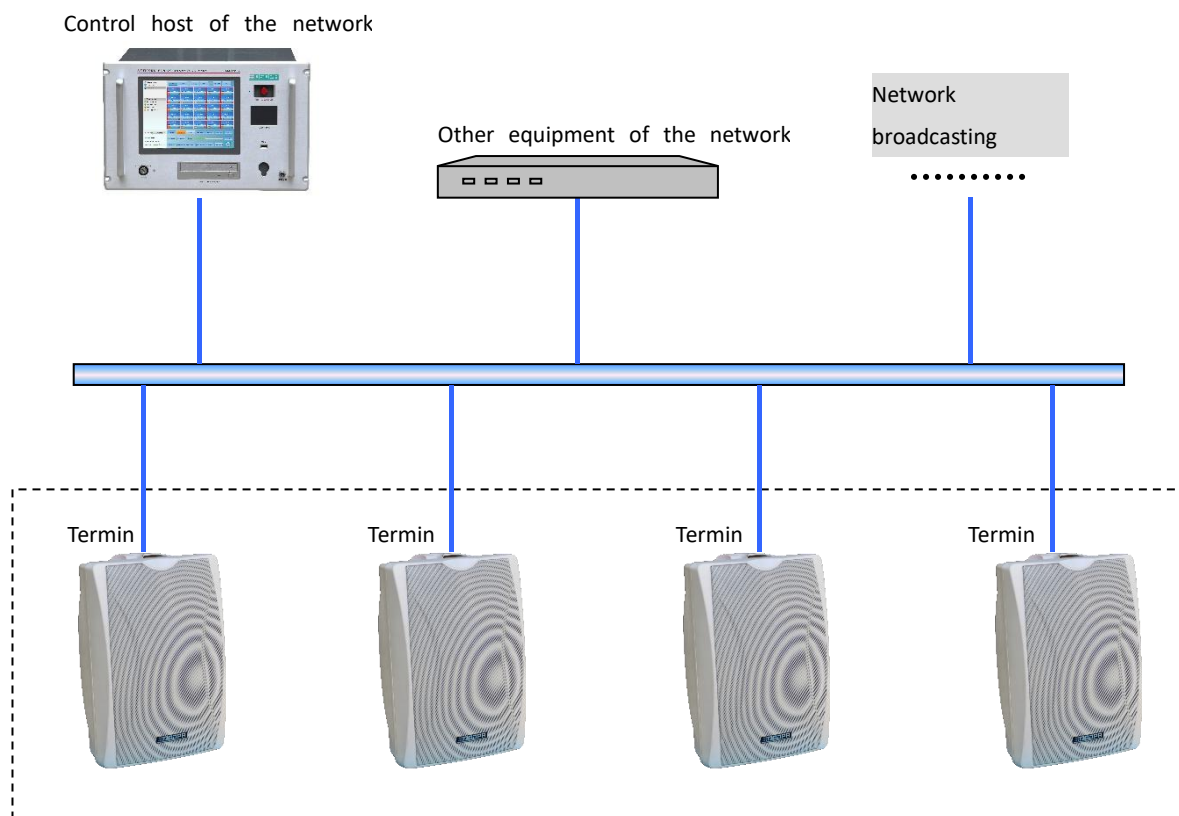 Control host of the network
Other equipment of the network
Network
broadcasting
Termin
Termin
Termin
Termin